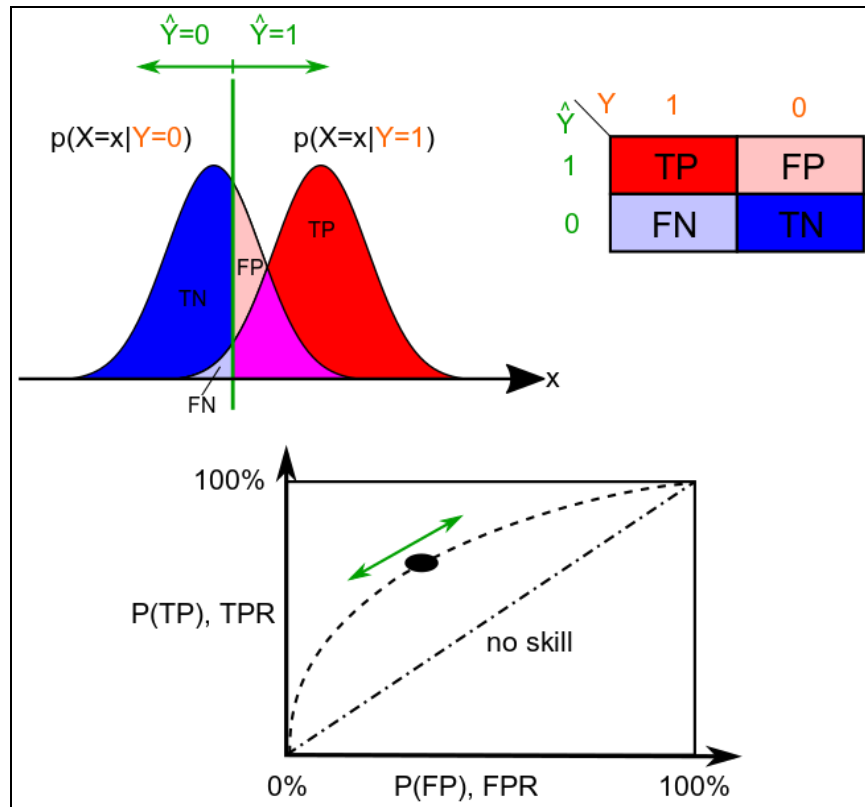 Ŷ=0 Ŷ=1
p(X=x|Y=0) p(X=x|Y=1)
TP
FP
TN
FN
x
Y 1 0
Ŷ
1 TP FP
0 FN TN
100%
P(TP), TPR
no skill
0% P(FP), FPR 100%